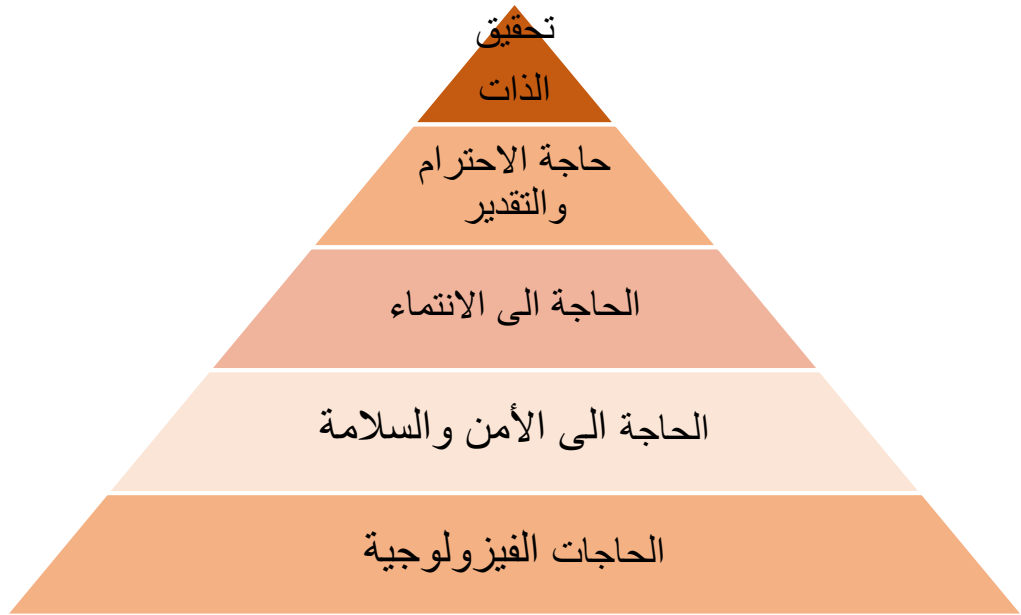 تحقيق
الذات
حاجة الاحترام
والتقدير
الحاجة الى الانتماء
الحاجة الى الأمن والسلامة
الحاجات الفيزولوجية